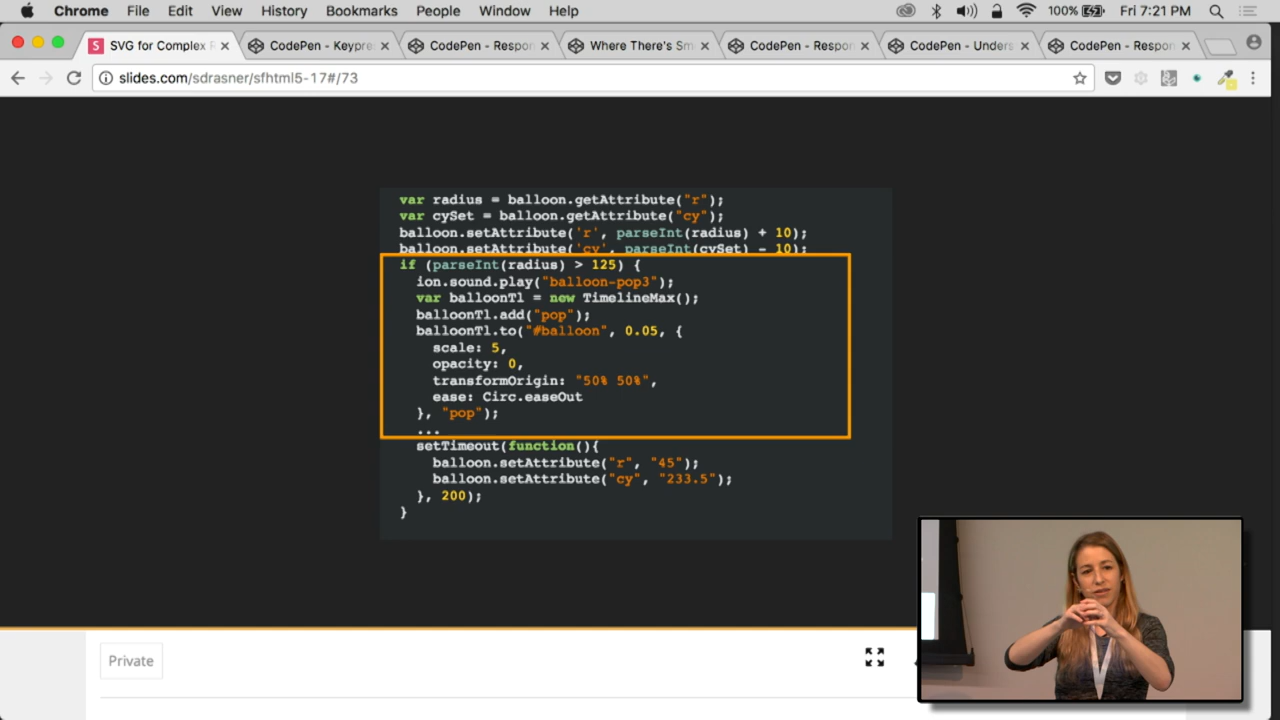 Chrome File Edit View History Bookmarks People Window Help 100% Fri 7:21 PM
S SVG for Complex R CodePen - Keypre CodePen - Respon Where There's Sm CodePen - Respon CodePen - Unders CodePen - Respon
slides.com/sdrasner/sfhtml5-17#/73
var radius = balloon.getAttribute("r");
var cySet = balloon.getAttribute("cy");
balloon.setAttribute('r', parseInt(radius) + 10);
balloon.setAttribute('cy', parseInt(cySet) - 10);
if (parseInt(radius) > 125) {
ion.sound.play("balloon-pop3");
var balloonTl = new TimelineMax();
balloonTl.add("pop");
balloonTl.to("#balloon", 0.05, {
scale: 5,
opacity: 0,
transformOrigin: "50% 50%",
ease: Circ.easeOut
}, "pop");
...
setTimeout(function(){
balloon.setAttribute("r", "45");
balloon.setAttribute("cy", "233.5");
}, 200);
}
Private